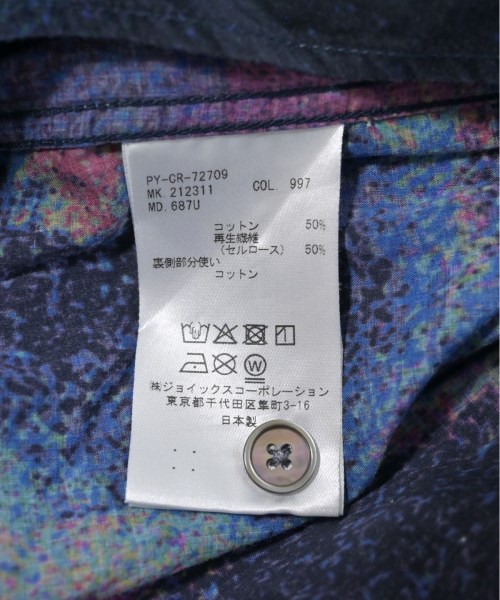 PY-CR-72709
MK. 212311 COL. 997
MD. 687U
コットン 50%
再生繊維
(セルロース) 50%
裏側部分使い
コットン
W
㈱ジョイックスコーポレーション
東京都千代田区隼町3-16
日本製